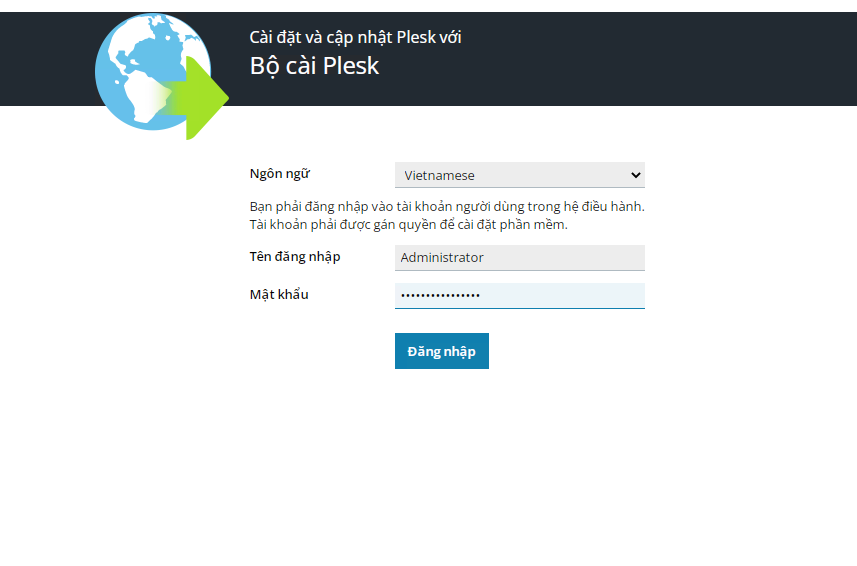 Cài đặt và cập nhật Plesk với
Bộ cài Plesk
Ngôn ngữ
Vietnamese
Bạn phải đăng nhập vào tài khoản người dùng trong hệ điều hành.
Tài khoản phải được gán quyền để cài đặt phần mềm.
Tên đăng nhập
Administrator
Mật khẩu
••••••••••••••••
Đăng nhập